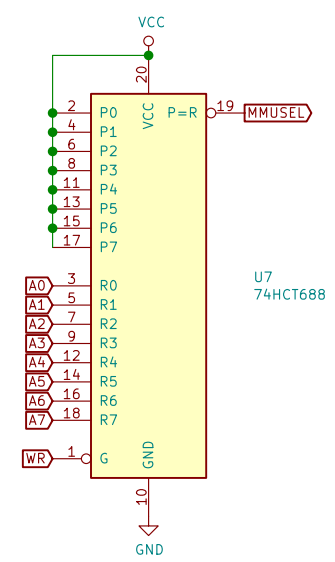 VCC
20
VCC
P=R 19 MMUSEL
2 P0
4 P1
6 P2
8 P3
11 P4
13 P5
15 P6
17 P7
U7
74HCT688
A0 3 R0
A1 5 R1
A2 7 R2
A3 9 R3
A4 12 R4
A5 14 R5
A6 16 R6
A7 18 R7
WR 1 G
GND
10
GND